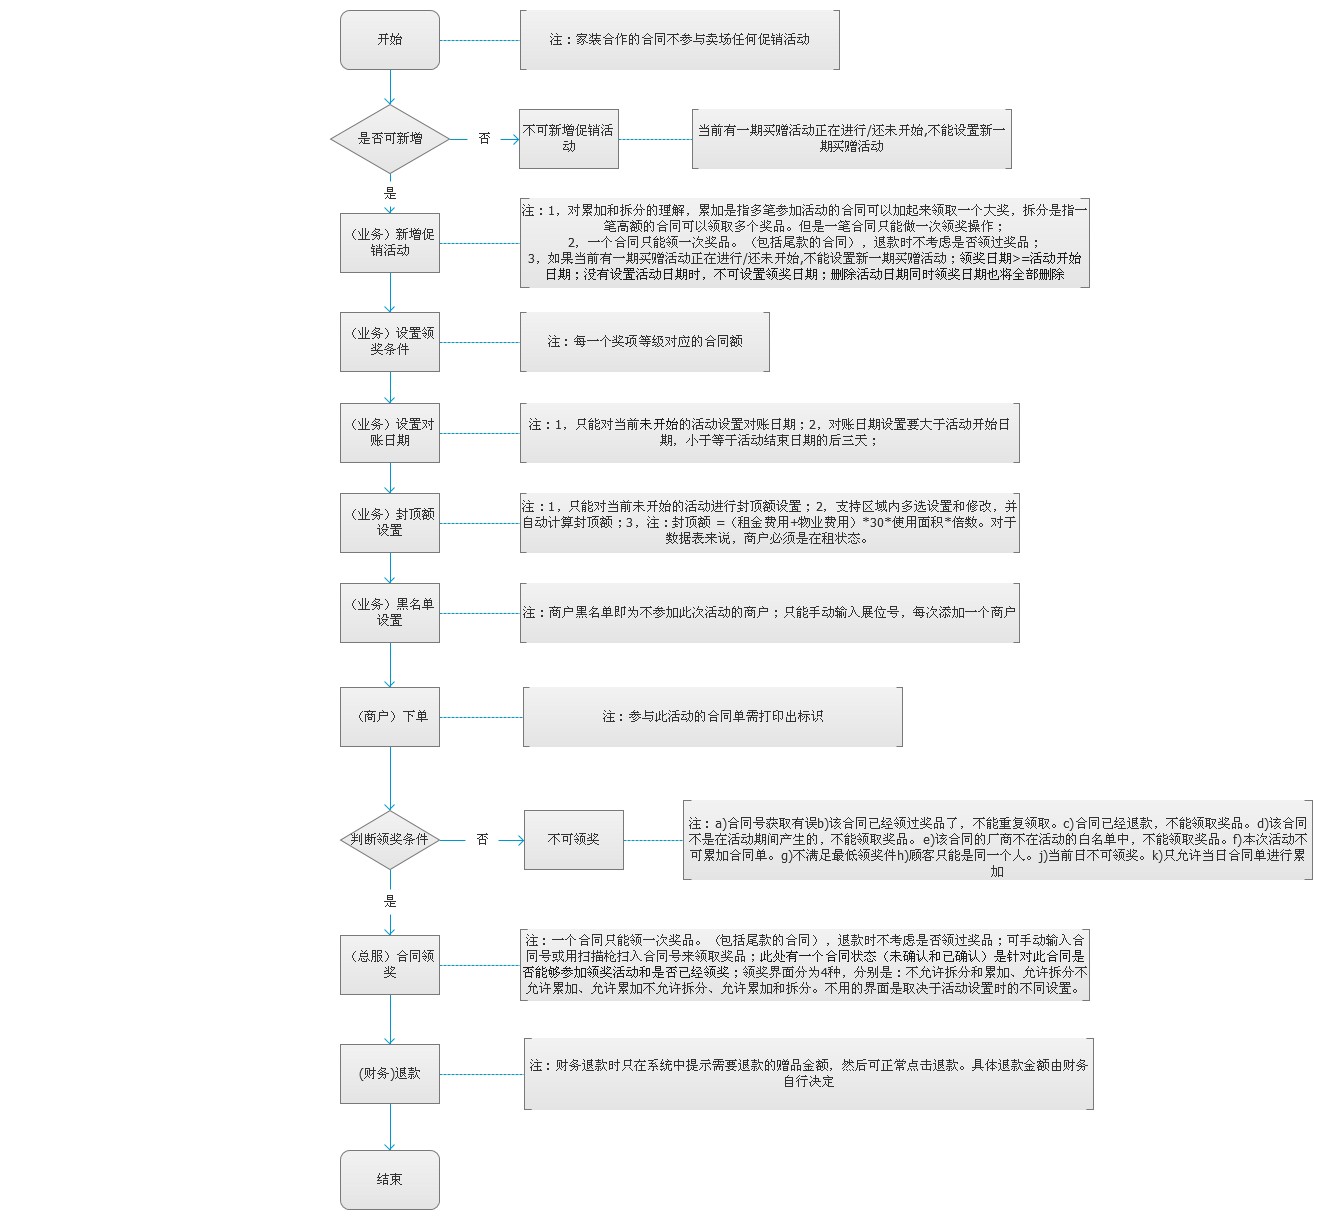 开始
注：家装合作的合同不参与卖场任何促销活动
是否可新增
否
不可新增促销活
动
当前有一期买赠活动正在进行/还未开始,不能设置新一
期买赠活动
是
（业务）新增促
销活动
注：1，对累加和拆分的理解，累加是指多笔参加活动的合同可以加起来领取一个大奖，拆分是指一
笔高额的合同可以领取多个奖品。但是一笔合同只能做一次领奖操作；
2，一个合同只能领一次奖品。（包括尾款的合同），退款时不考虑是否领过奖品；
3，如果当前有一期买赠活动正在进行/还未开始,不能设置新一期买赠活动；领奖日期>=活动开始
日期；没有设置活动日期时，不可设置领奖日期；删除活动日期同时领奖日期也将全部删除
（业务）设置领
奖条件
注：每一个奖项等级对应的合同额
（业务）设置对
账日期
注：1，只能对当前未开始的活动设置对账日期；2，对账日期设置要大于活动开始日
期，小于等于活动结束日期的后三天；
（业务）封顶额
设置
注：1，只能对当前未开始的活动进行封顶额设置；2，支持区域内多选设置和修改，并
自动计算封顶额；3，注：封顶额 =（租金费用+物业费用）*30*使用面积*倍数。对于
数据表来说，商户必须是在租状态。
（业务）黑名单
设置
注：商户黑名单即为不参加此次活动的商户；只能手动输入展位号，每次添加一个商户
（商户）下单
注：参与此活动的合同单需打印出标识
判断领奖条件
否
不可领奖
注：a)合同号获取有误b)该合同已经领过奖品了，不能重复领取。c)合同已经退款，不能领取奖品。d)该合同
不是在活动期间产生的，不能领取奖品。e)该合同的厂商不在活动的白名单中，不能领取奖品。f)本次活动不
可累加合同单。g)不满足最低领奖件h)顾客只能是同一个人。j)当前日不可领奖。k)只允许当日合同单进行累
加
是
（总服）合同领
奖
注：一个合同只能领一次奖品。（包括尾款的合同），退款时不考虑是否领过奖品；可手动输入合
同号或用扫描枪扫入合同号来领取奖品；此处有一个合同状态（未确认和已确认）是针对此合同是
否能够参加领奖活动和是否已经领奖；领奖界面分为4种，分别是：不允许拆分和累加、允许拆分不
允许累加、允许累加不允许拆分、允许累加和拆分。不用的界面是取决于活动设置时的不同设置。
(财务)退款
注：财务退款时只在系统中提示需要退款的赠品金额，然后可正常点击退款。具体退款金额由财务
自行决定
结束